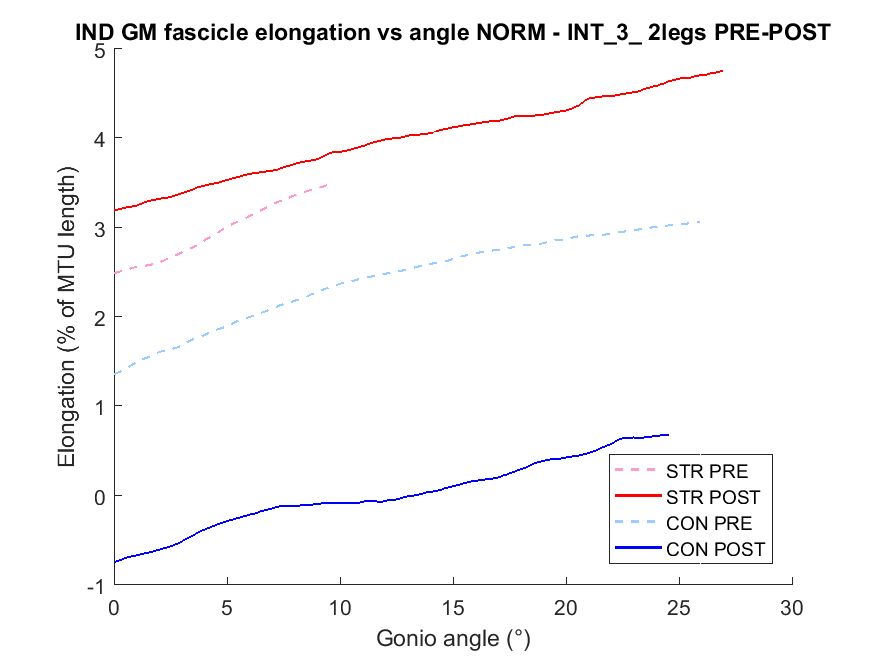 IND GM fascicle elongation vs angle NORM - INT_3_ 2legs PRE-POST
Elongation (% of MTU length)
5
4
3
2
1
0
-1
0 5 10 15 20 25 30
Gonio angle (°)
STR PRE
STR POST
CON PRE
CON POST